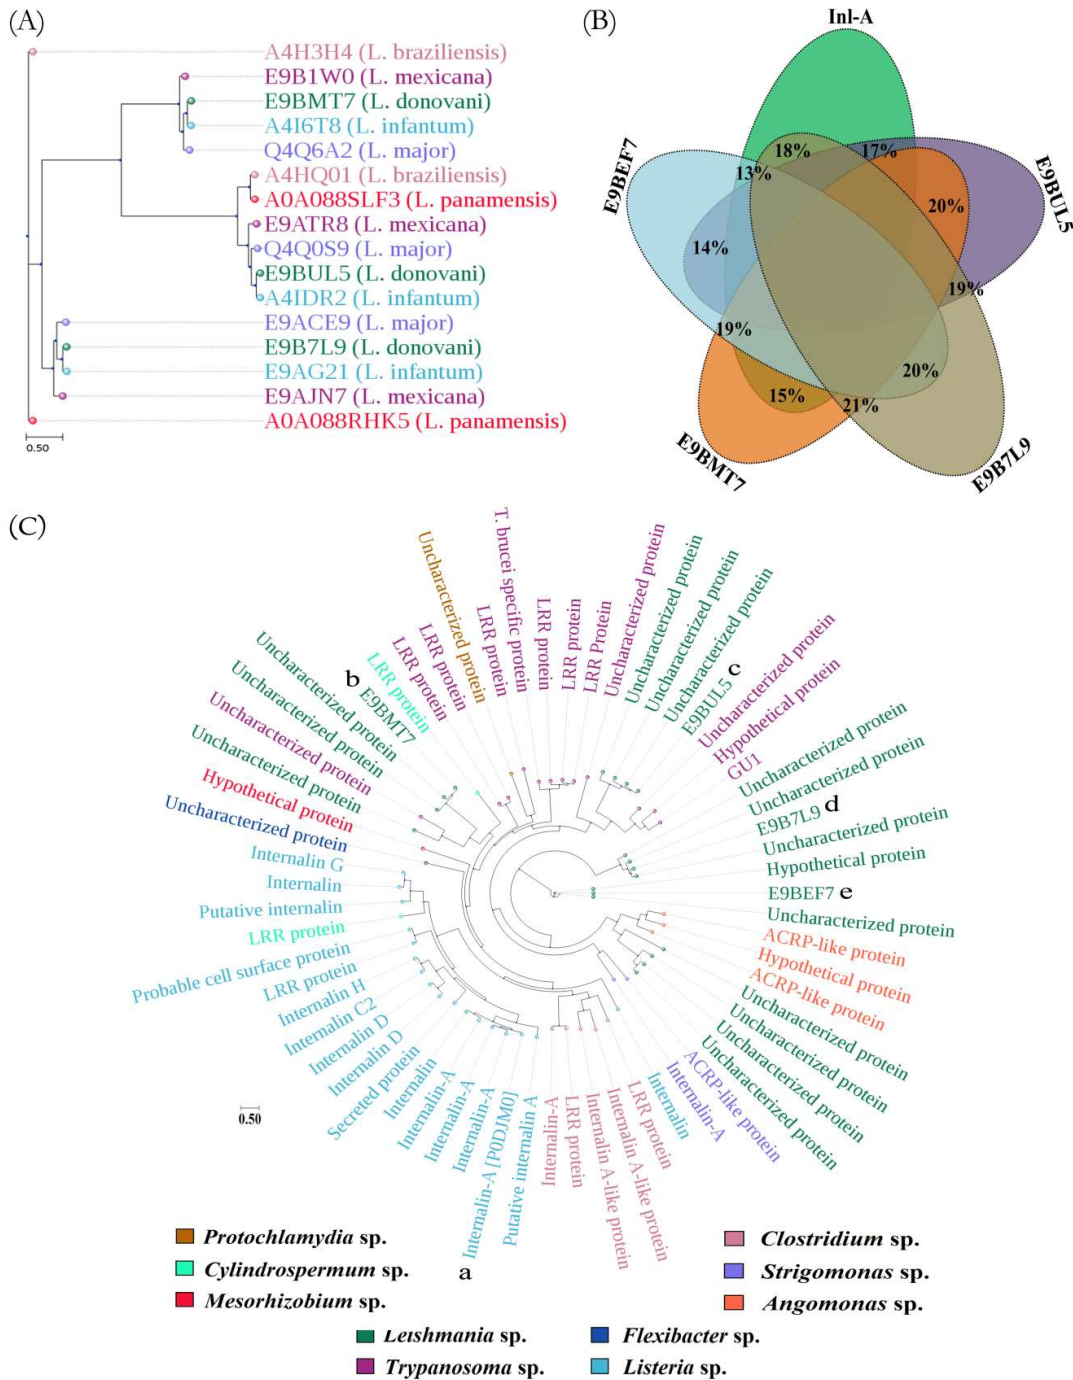 (A)
A4H3H4 (L. braziliensis)
E9B1W0 (L. mexicana)
E9BMT7 (L. donovani)
A4I6T8 (L. infantum)
Q4Q6A2 (L. major)
A4HQ01 (L. braziliensis)
A0A088SLF3 (L. panamensis)
E9ATR8 (L. mexicana)
Q4Q0S9 (L. major)
E9BUL5 (L. donovani)
A4IDR2 (L. infantum)
E9ACE9 (L. major)
E9B7L9 (L. donovani)
E9AG21 (L. infantum)
E9AJN7 (L. mexicana)
A0A088RHK5 (L. panamensis)
0.50
(B)
Inl-A
E9BEF7
E9BUL5
E9BMT7
E9B7L9
18%
17%
13%
20%
14%
19%
19%
20%
15%
21%
(C)
Uncharacterized protein
LRR protein
T. brucei specific protein
LRR protein
LRR protein
LRR Protein
Uncharacterized protein
Uncharacterized protein
Uncharacterized protein
Uncharacterized protein
E9BUL5
c
Uncharacterized protein
Hypothetical protein
GU1
Uncharacterized protein
Uncharacterized protein
E9B7L9
d
Uncharacterized protein
Hypothetical protein
E9BEF7
e
Uncharacterized protein
ACRP-like protein
Hypothetical protein
ACRP-like protein
Uncharacterized protein
Uncharacterized protein
Uncharacterized protein
Uncharacterized protein
ACRP-like protein
Internalin-A
Internalin
LRR protein
Internalin A-like protein
Internalin A-like protein
LRR protein
Internalin-A
Putative internalin A
Internalin-A [P0DJM0]
a
Internalin-A
Internalin-A
Internalin-A
Internalin
Secreted protein
Internalin D
Internalin D
Internalin C2
Internalin H
LRR protein
Probable cell surface protein
LRR protein
Putative internalin
Internalin
Internalin G
Uncharacterized protein
Hypothetical protein
Uncharacterized protein
Uncharacterized protein
Uncharacterized protein
Uncharacterized protein
b
E9BMT7
LRR protein
LRR protein
LRR protein
0.50
Protochlamydia sp.
Cylindrospermum sp.
Mesorhizobium sp.
Clostridium sp.
Strigomonas sp.
Angomonas sp.
Leishmania sp.
Trypanosoma sp.
Flexibacter sp.
Listeria sp.